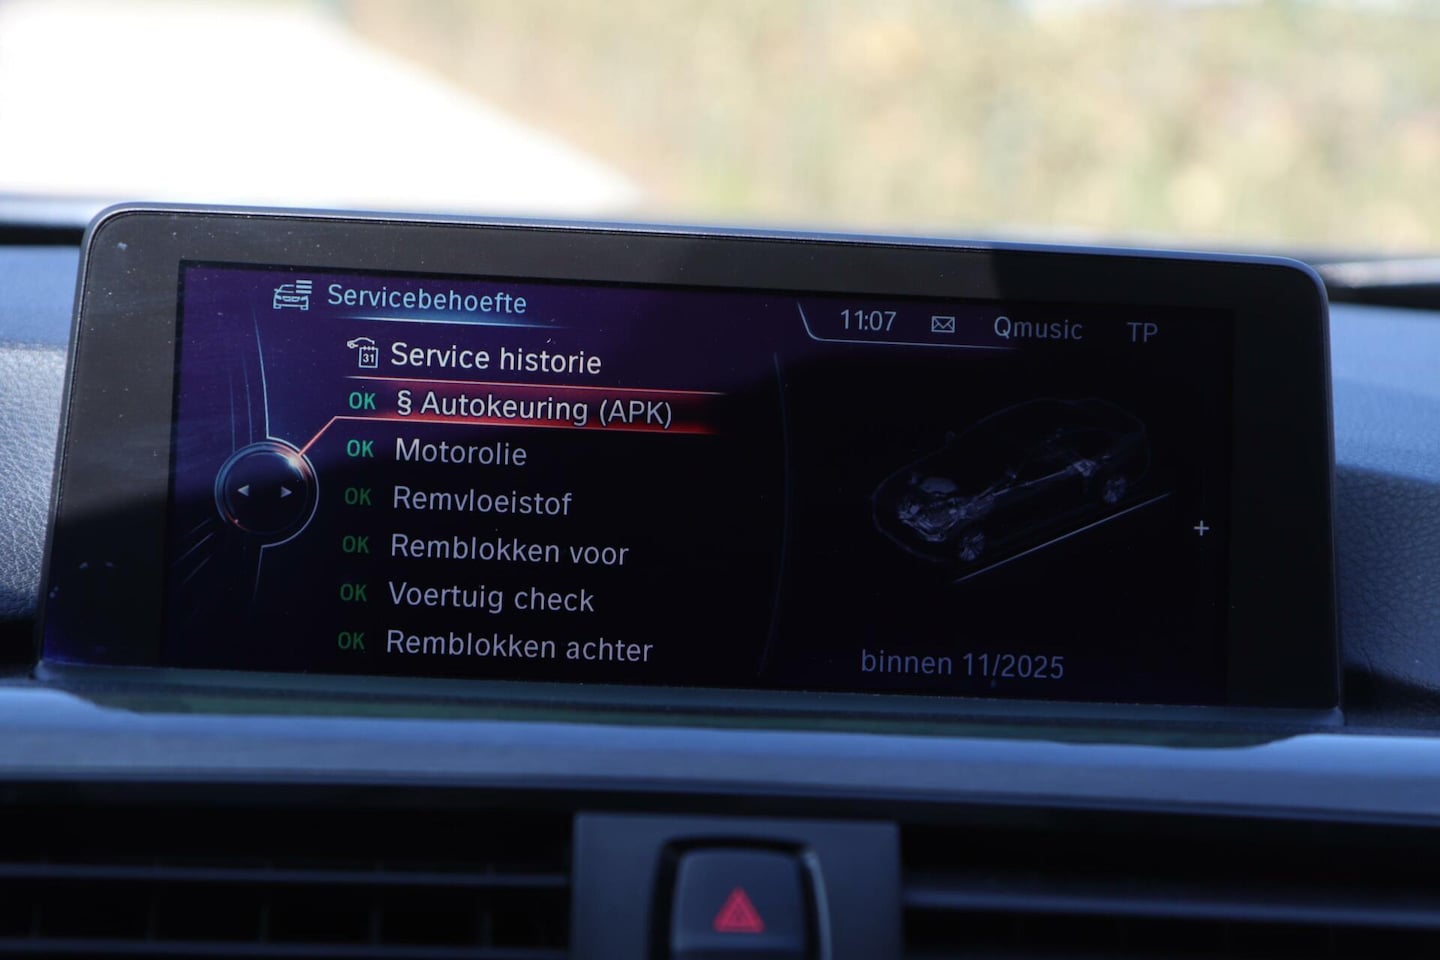 Servicebehoefte
11:07 Qmusic TP
31 Service historie
OK § Autokeuring (APK)
OK Motorolie
OK Remvloeistof
OK Remblokken voor
OK Voertuig check
OK Remblokken achter
+
binnen 11/2025